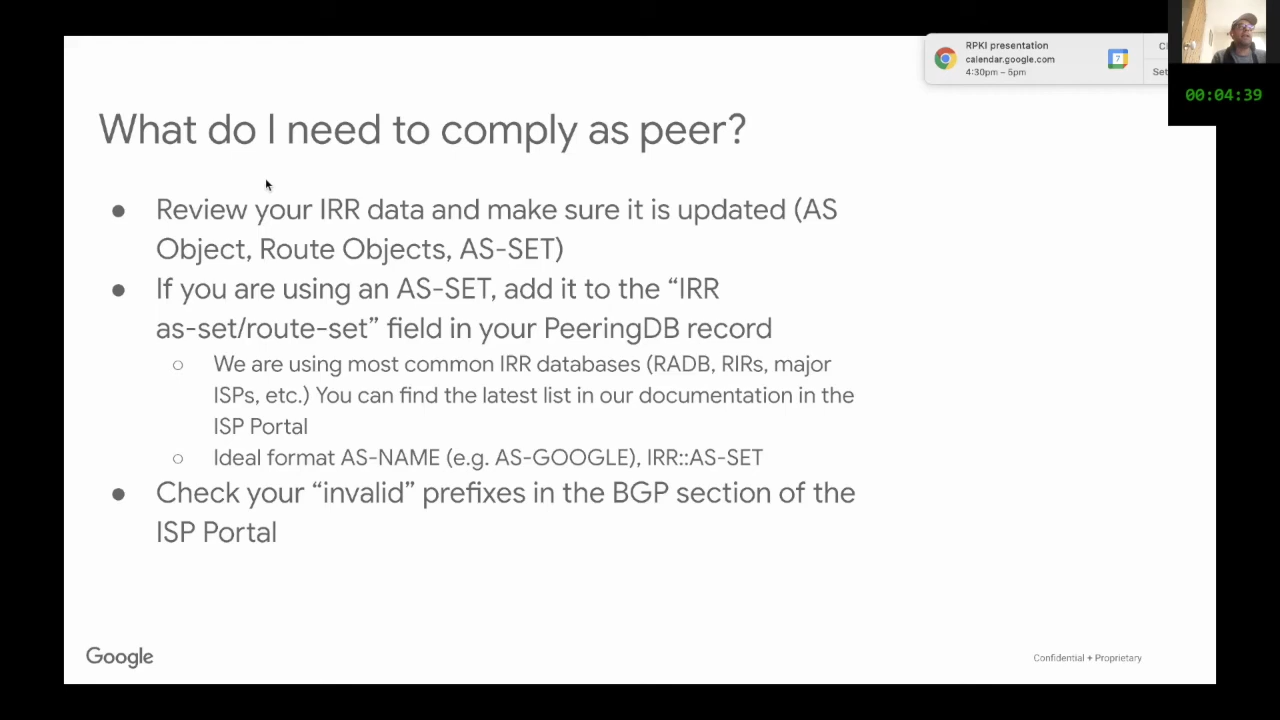 RPKI presentation
calendar.google.com
4:30pm – 5pm
7
Cl
Set
00:04:39
What do I need to comply as peer?
● Review your IRR data and make sure it is updated (AS
Object, Route Objects, AS-SET)
● If you are using an AS-SET, add it to the “IRR
as-set/route-set” field in your PeeringDB record
○ We are using most common IRR databases (RADB, RIRs, major
ISPs, etc.) You can find the latest list in our documentation in the
ISP Portal
○ Ideal format AS-NAME (e.g. AS-GOOGLE), IRR::AS-SET
● Check your “invalid” prefixes in the BGP section of the
ISP Portal
Google
Confidential + Proprietary